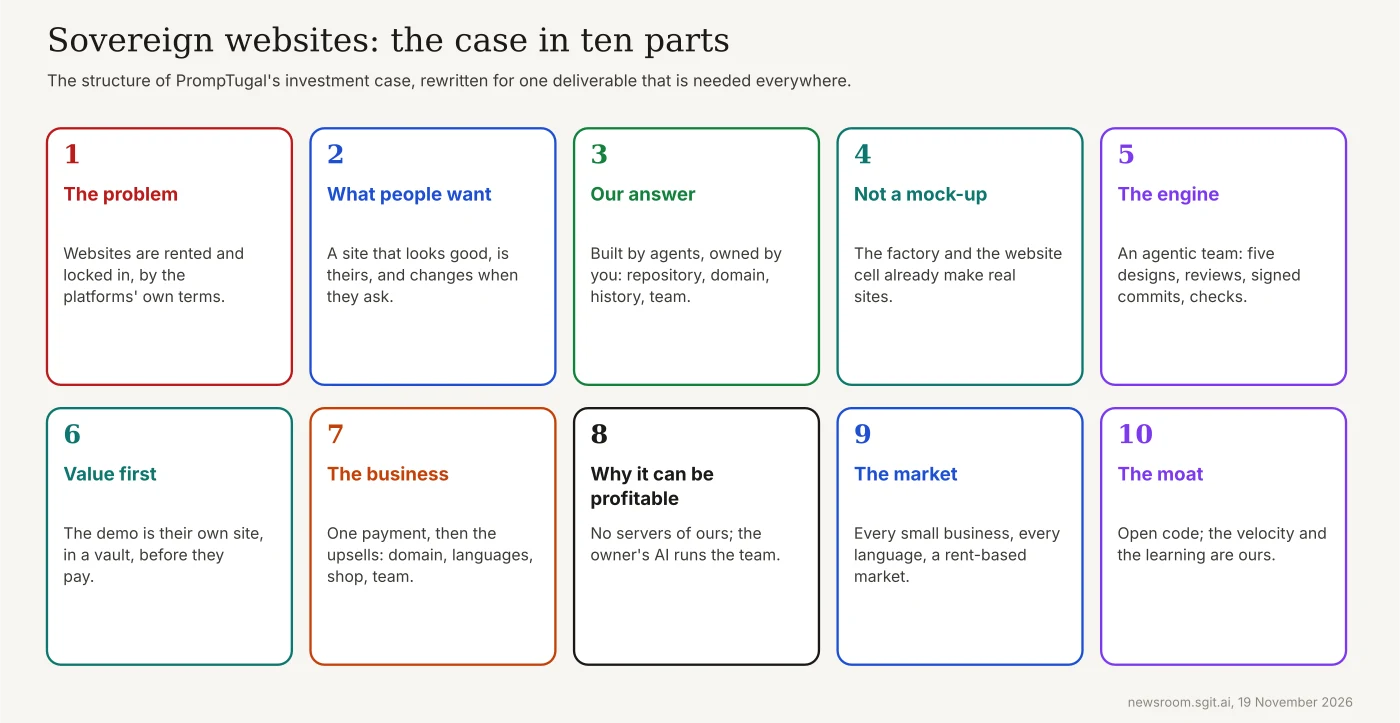 Sovereign websites: the case in ten parts
The structure of PrompTugal's investment case, rewritten for one deliverable that is needed everywhere.
1
The problem
Websites are rented and
locked in, by the
platforms' own terms.
2
What people want
A site that looks good, is
theirs, and changes when
they ask.
3
Our answer
Built by agents, owned by
you: repository, domain,
history, team.
4
Not a mock-up
The factory and the website
cell already make real
sites.
5
The engine
An agentic team: five
designs, reviews, signed
commits, checks.
6
Value first
The demo is their own site,
in a vault, before they
pay.
7
The business
One payment, then the
upsells: domain, languages,
shop, team.
8
Why it can be
profitable
No servers of ours; the
owner's AI runs the team.
9
The market
Every small business, every
language, a rent-based
market.
10
The moat
Open code; the velocity and
the learning are ours.
newsroom.sgit.ai, 19 November 2026